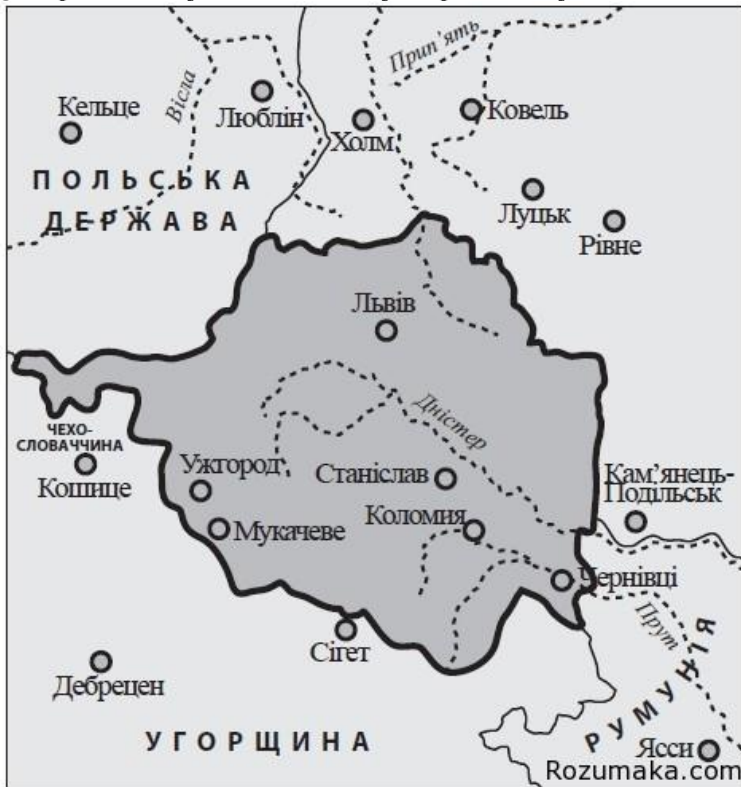 Прип'ять
Вісла
Кельце
Люблін
Холм
Ковель
ПОЛЬСЬКА
ДЕРЖАВА
Луцьк
Рівне
Львів
Дністер
ЧЕХО-
СЛОВАЧЧИНА
Кошице
Ужгород
Станіслав
Кам'янець-
Подільськ
Мукачеве
Коломия
Чернівці
Прут
Сігет
Дебрецен
РУМУНІЯ
УГОРЩИНА
Ясси
Rozumaka.com